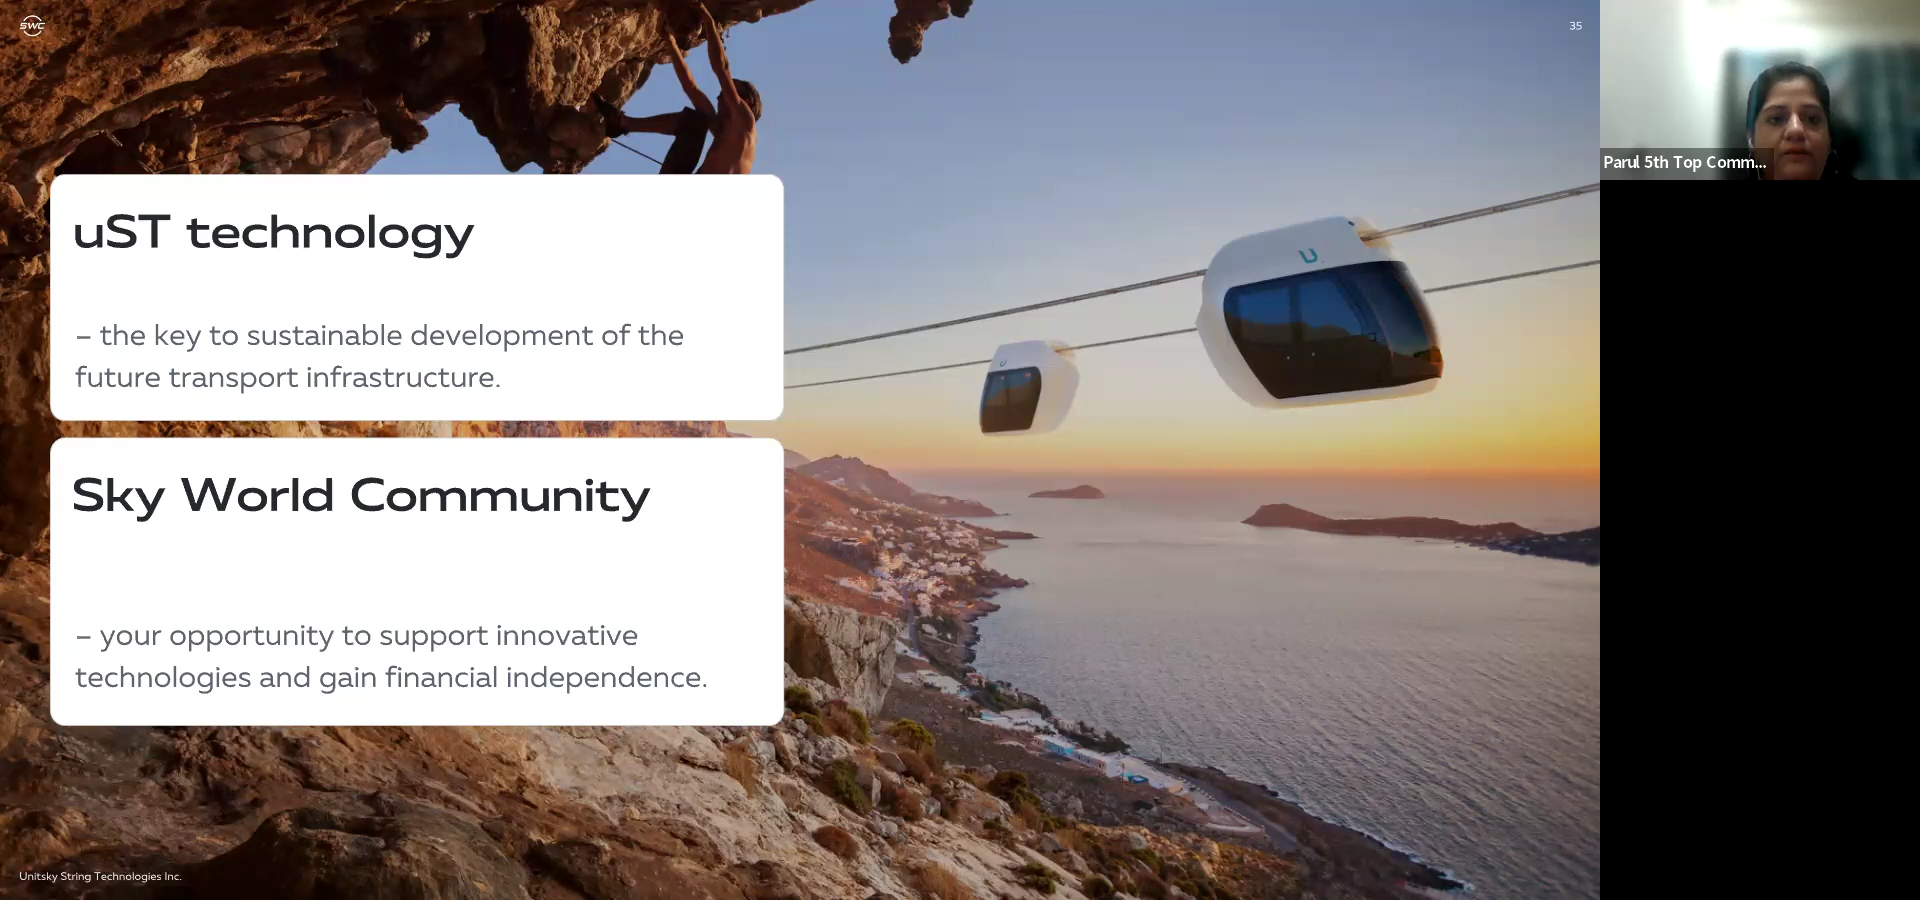 SWC
35
Parul 5th Top Comm...
uST technology
– the key to sustainable development of the
future transport infrastructure.
U
U
Sky World Community
– your opportunity to support innovative
technologies and gain financial independence.
Unitsky String Technologies Inc.